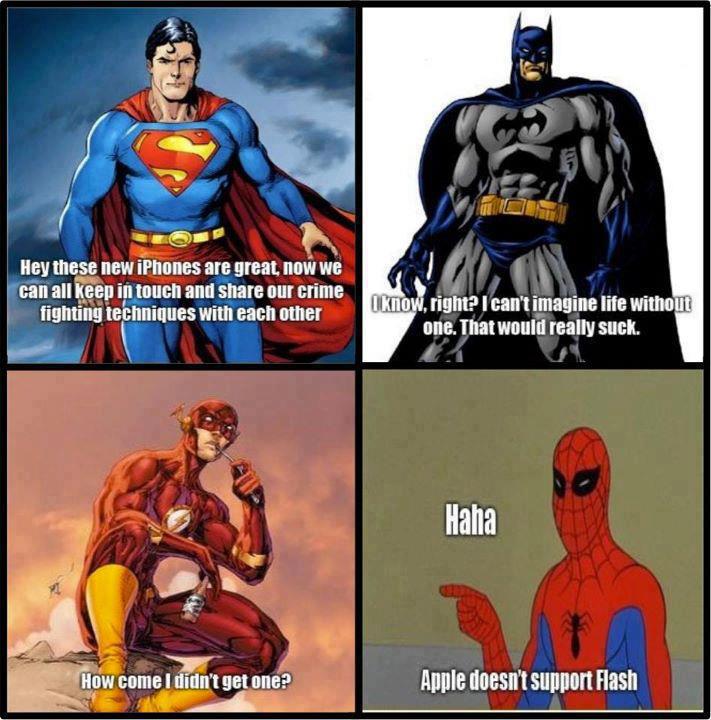 Hey these new iPhones are great, now we
can all keep in touch and share our crime
fighting techniques with each other
I know, right? I can't imagine life without
one. That would really suck.
How come I didn't get one?
Haha
Apple doesn't support Flash